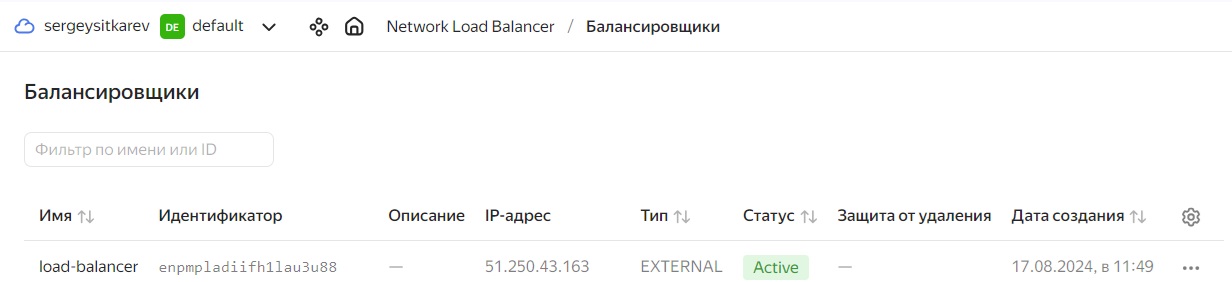 sergeysitkarev DE default Network Load Balancer / Балансировщики
Балансировщики
Фильтр по имени или ID
Имя Идентификатор Описание IP-адрес Тип Статус Защита от удаления Дата создания
load-balancer enpmpladiifh1lau3u88 — 51.250.43.163 EXTERNAL Active — 17.08.2024, в 11:49